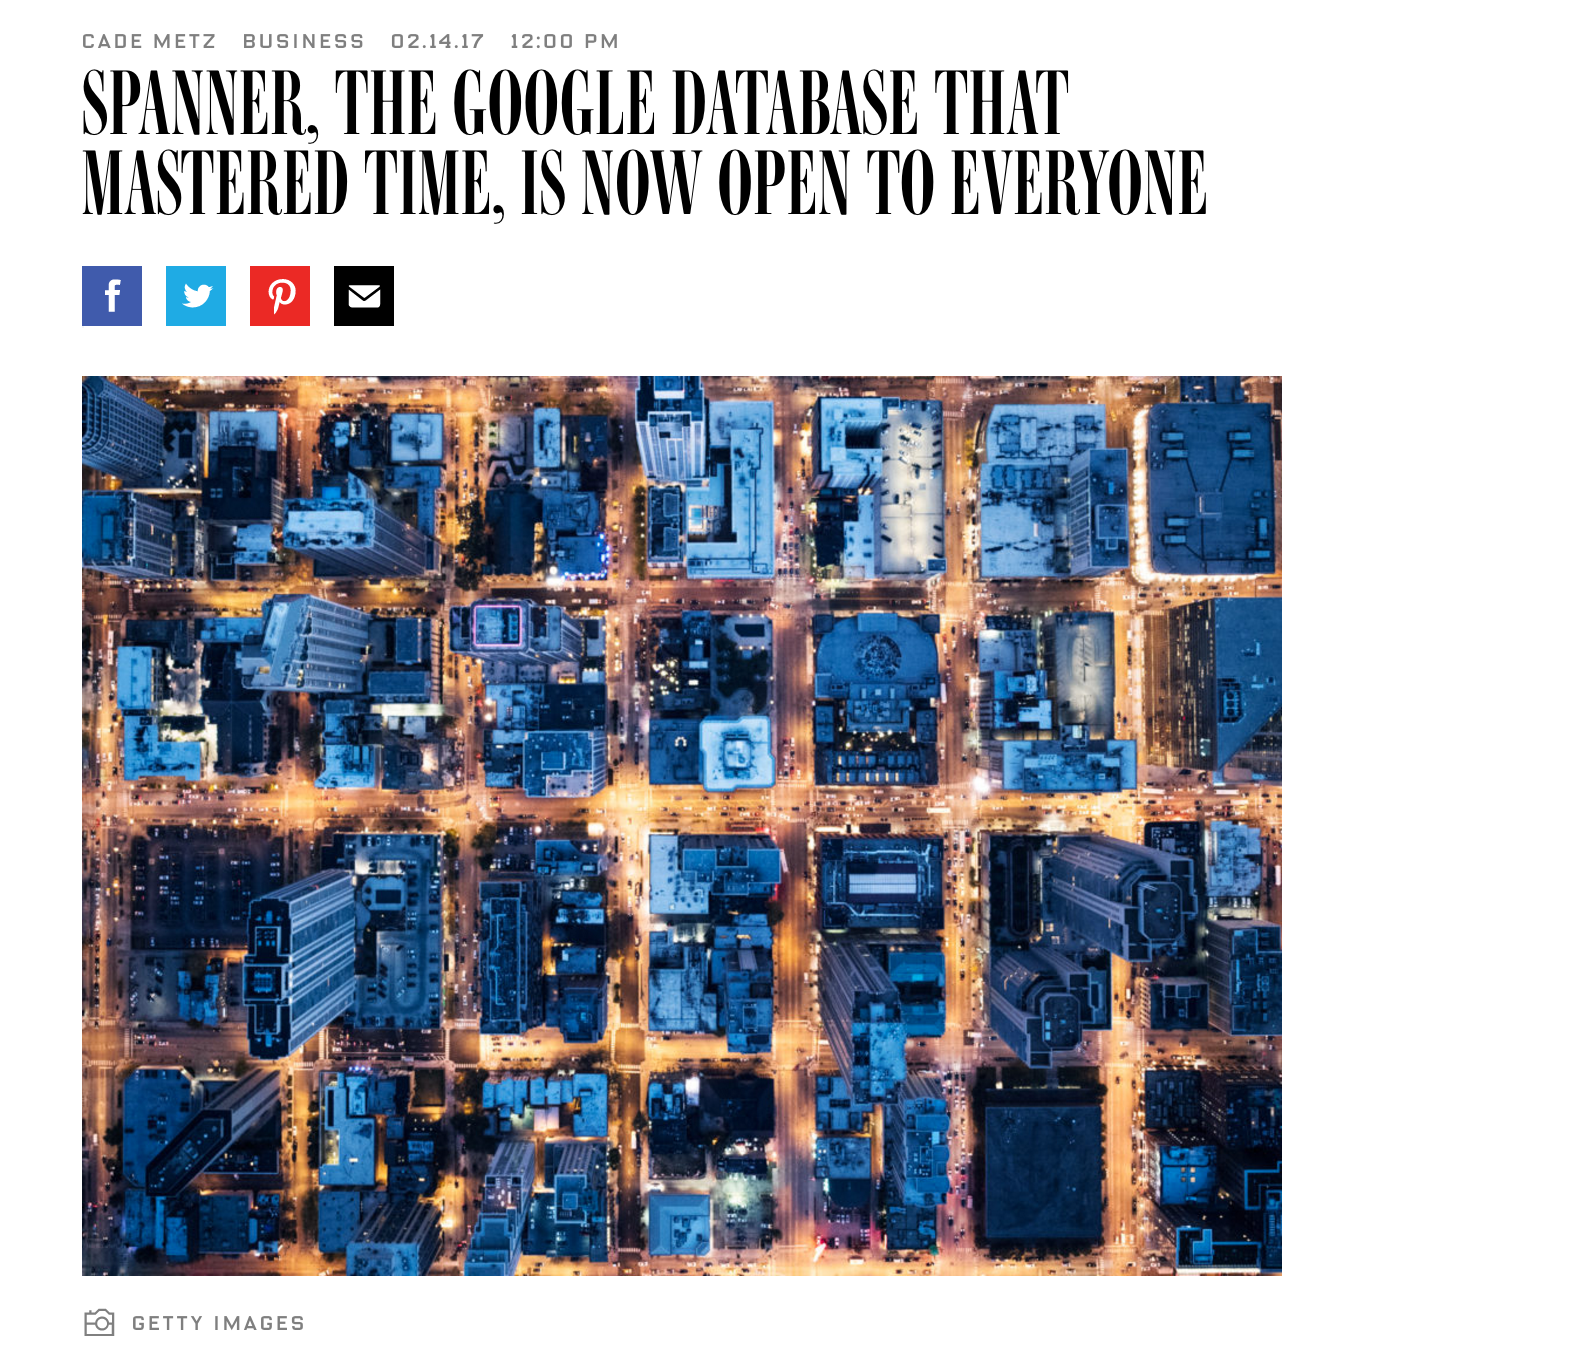 CADE METZ BUSINESS 02.14.17 12:00 PM
SPANNER, THE GOOGLE DATABASE THAT
MASTERED TIME, IS NOW OPEN TO EVERYONE
GETTY IMAGES